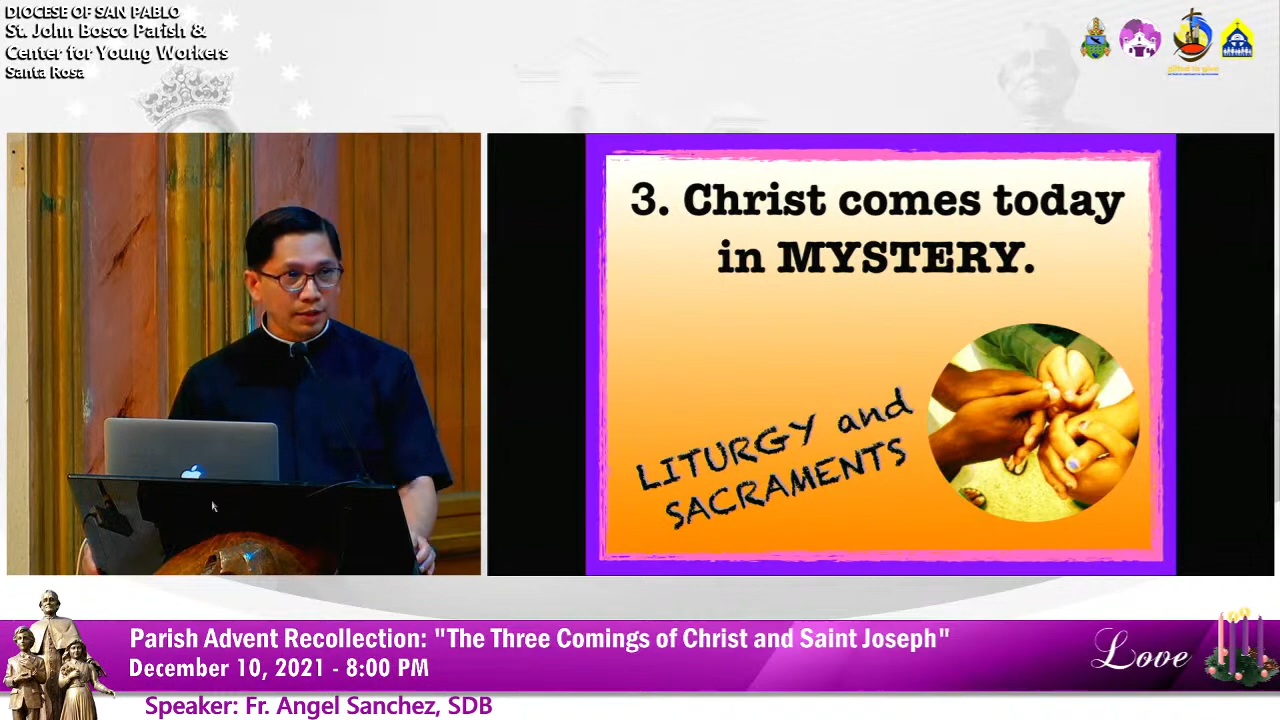 DIOCESE OF SAN PABLO
St. John Bosco Parish &
Center for Young Workers
Santa Rosa
3. Christ comes today
in MYSTERY.
LITURGY and
SACRAMENTS
Parish Advent Recollection: "The Three Comings of Christ and Saint Joseph"
December 10, 2021 - 8:00 PM
Love
Speaker: Fr. Angel Sanchez, SDB